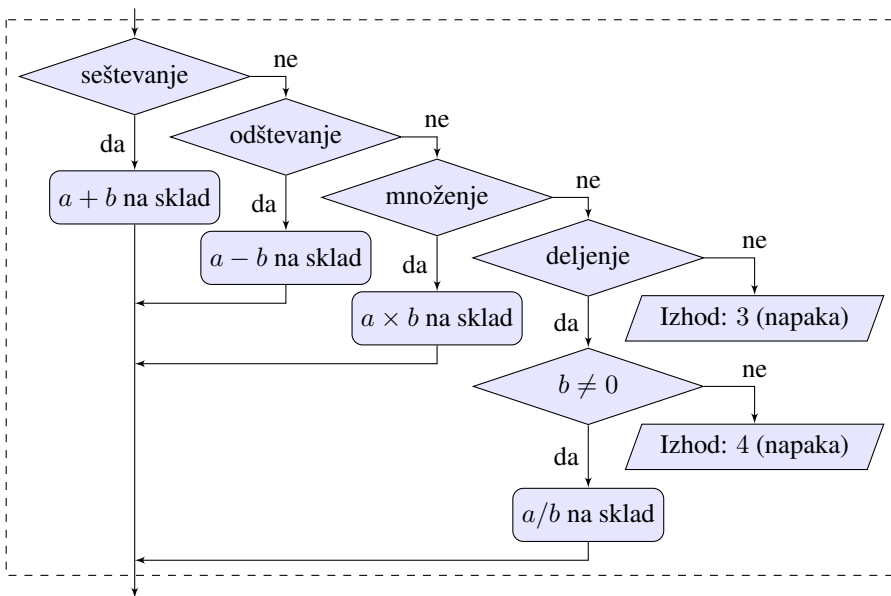 seštevanje
ne
da
a + b na sklad
odštevanje
ne
da
a − b na sklad
množenje
ne
da
a × b na sklad
deljenje
ne
Izhod: 3 (napaka)
da
b ≠ 0
ne
Izhod: 4 (napaka)
da
a/b na sklad